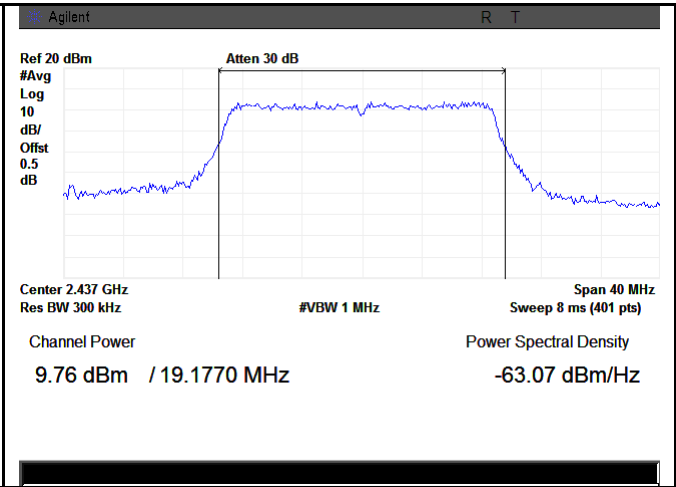 Agilent R T
Ref 20 dBm Atten 30 dB
#Avg
Log
10
dB/
Offst
0.5
dB
Center 2.437 GHz Span 40 MHz
Res BW 300 kHz #VBW 1 MHz Sweep 8 ms (401 pts)
Channel Power Power Spectral Density
9.76 dBm / 19.1770 MHz -63.07 dBm/Hz